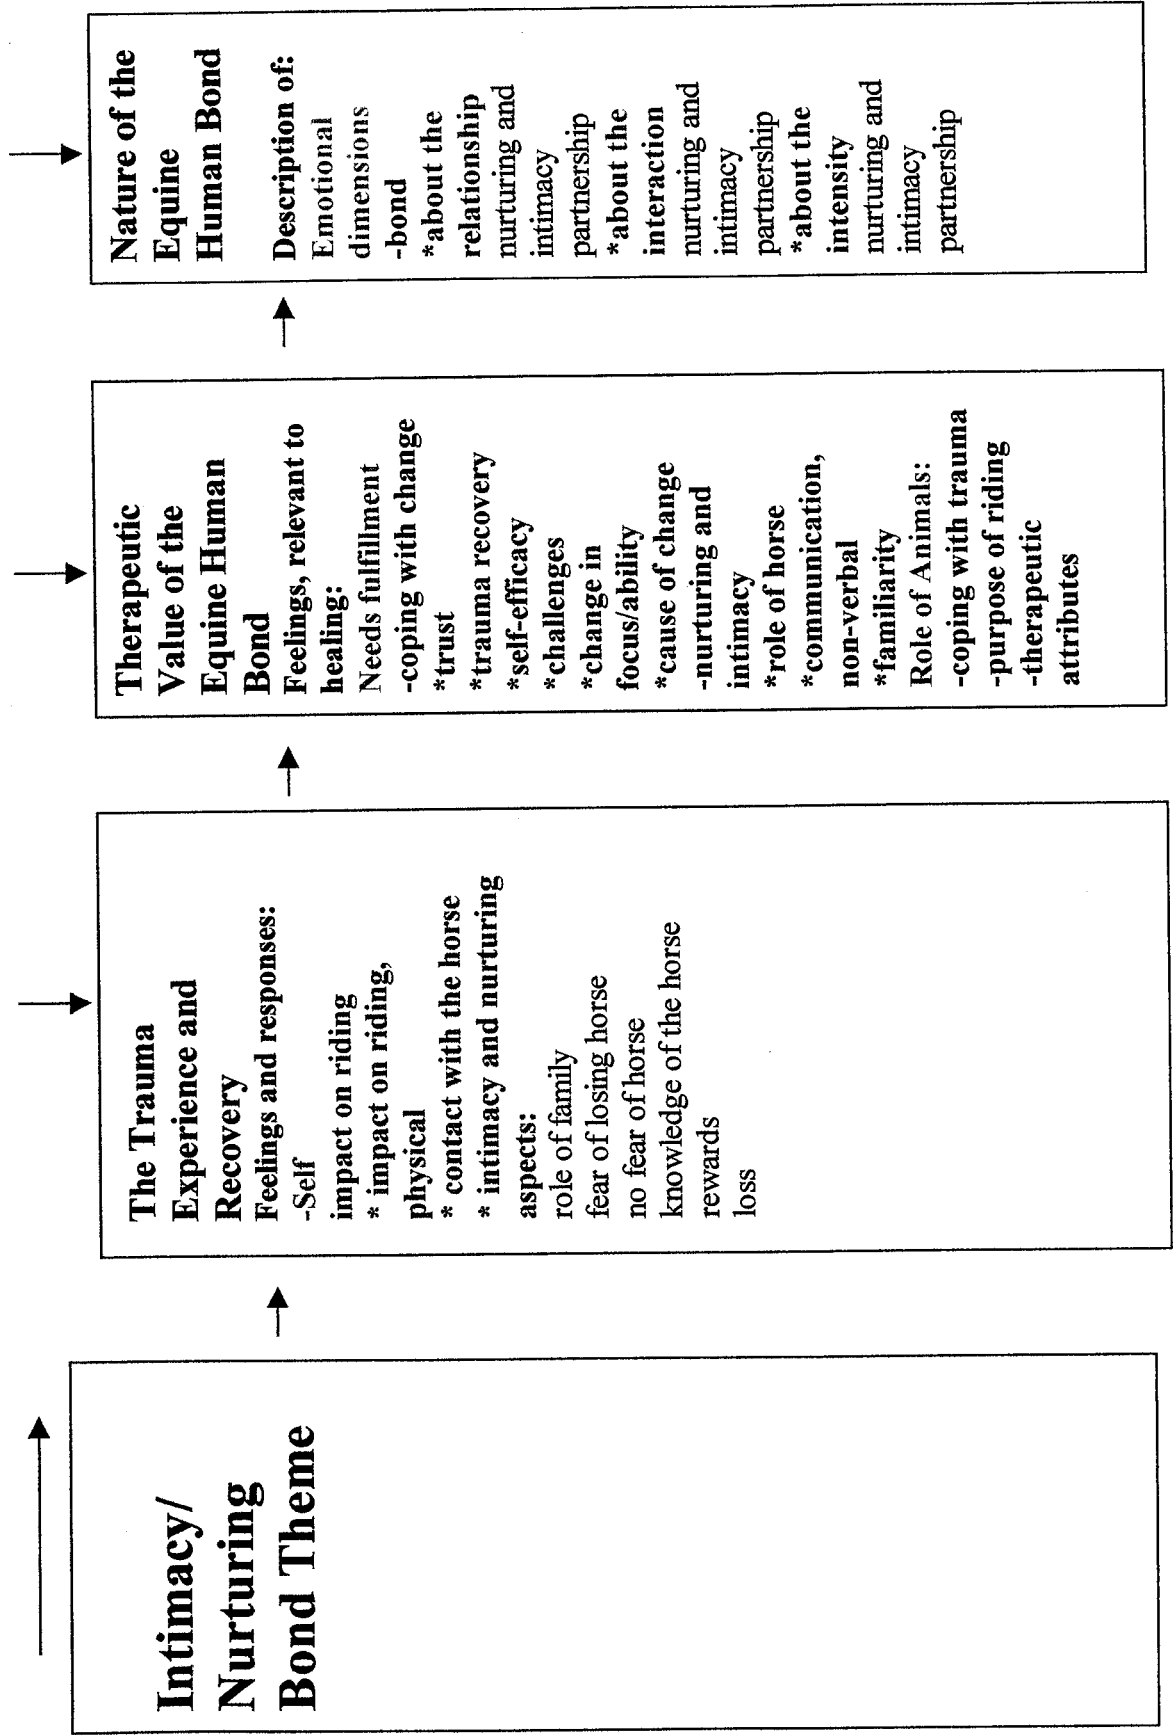 Intimacy/
Nurturing
Bond Theme
The Trauma
Experience and
Recovery
Feelings and responses:
-Self
impact on riding
* impact on riding,
physical
* contact with the horse
* intimacy and nurturing
aspects:
role of family
fear of losing horse
no fear of horse
knowledge of the horse
rewards
loss
Therapeutic
Value of the
Equine Human
Bond
Feelings, relevant to
healing:
Needs fulfillment
-coping with change
*trust
*trauma recovery
*self-efficacy
*challenges
*change in
focus/ability
*cause of change
-nurturing and
intimacy
*role of horse
*communication,
non-verbal
*familiarity
Role of Animals:
-coping with trauma
-purpose of riding
-therapeutic
attributes
Nature of the
Equine
Human Bond
Description of:
Emotional
dimensions
-bond
*about the
relationship
nurturing and
intimacy
partnership
*about the
interaction
nurturing and
intimacy
partnership
*about the
intensity
nurturing and
intimacy
partnership